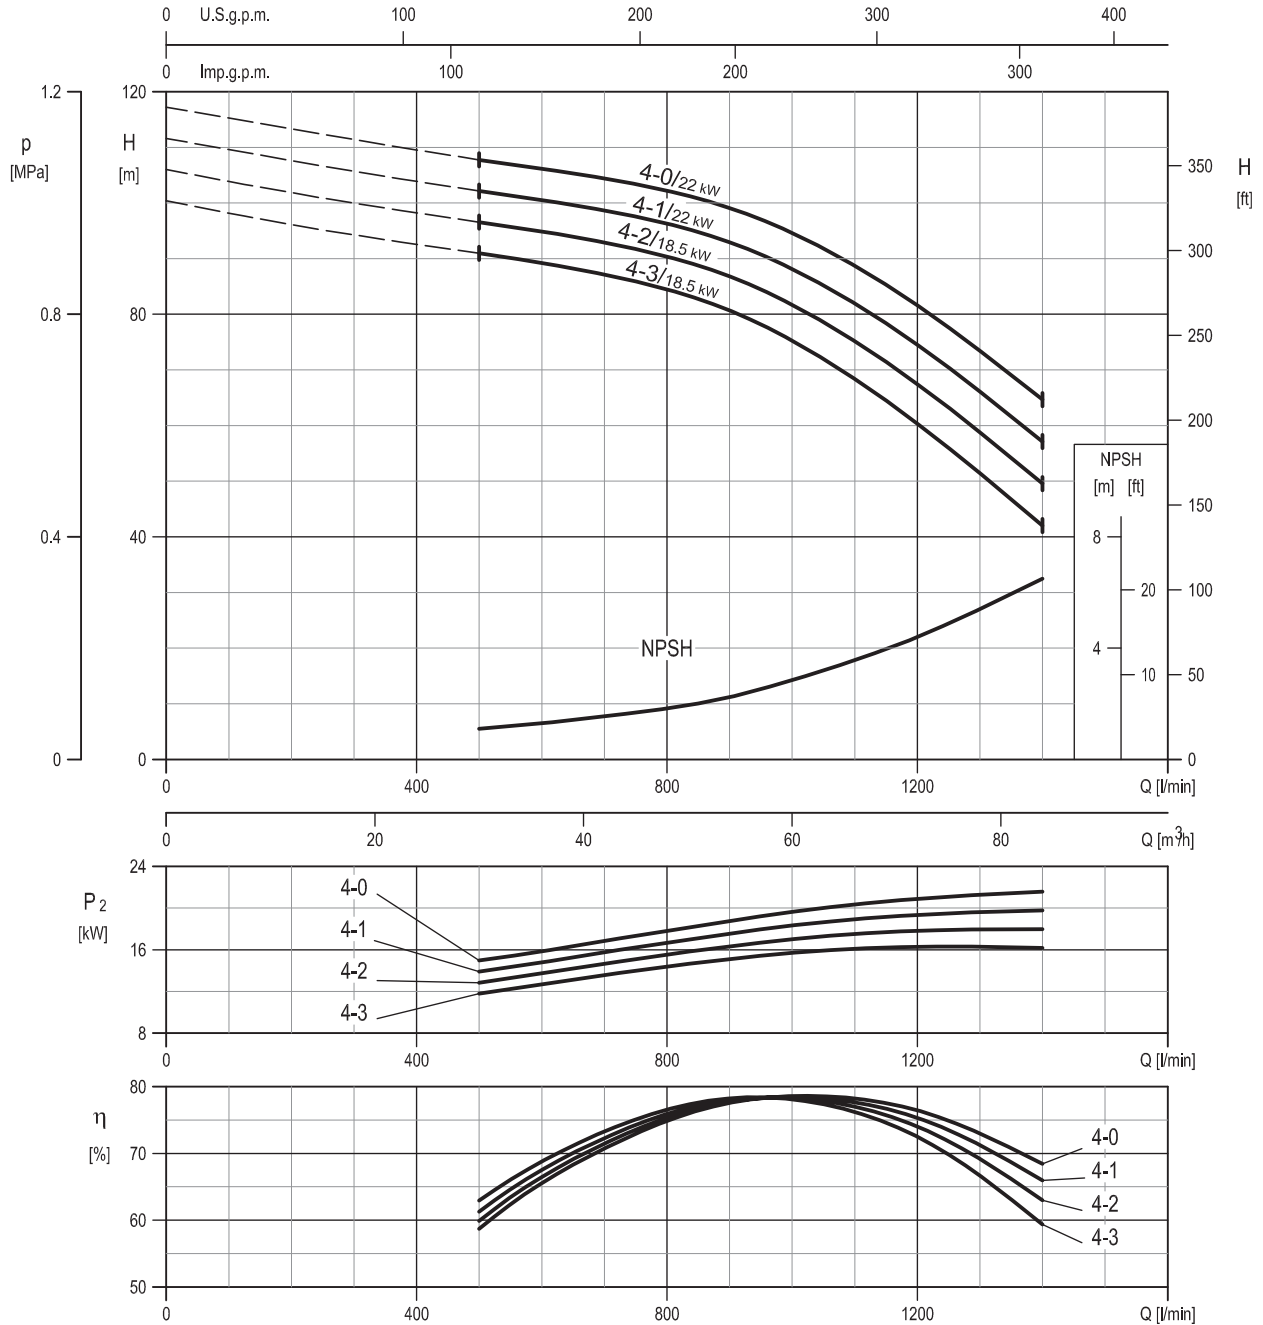 0 U.S.g.p.m. 100 200 300 400
0 Imp.g.p.m. 100 200 300
1.2 120
p H
[MPa] [m]
350 H
[ft]
4-0/22 kW
4-1/22 kW
4-2/18.5 kW
4-3/18.5 kW
300
0.8 80
250
200
NPSH
[m] [ft]
150
0.4 40 8
20 100
NPSH 4
10 50
0 0 0
0 400 800 1200 Q [l/min]
0 20 40 60 80 Q [m3/h]
24
P2
[kW]
4-0
4-1
16
4-2
4-3
8
0 400 800 1200 Q [l/min]
80
η
[%]
4-0
70
4-1
4-2
60
4-3
50
0 400 800 1200 Q [l/min]